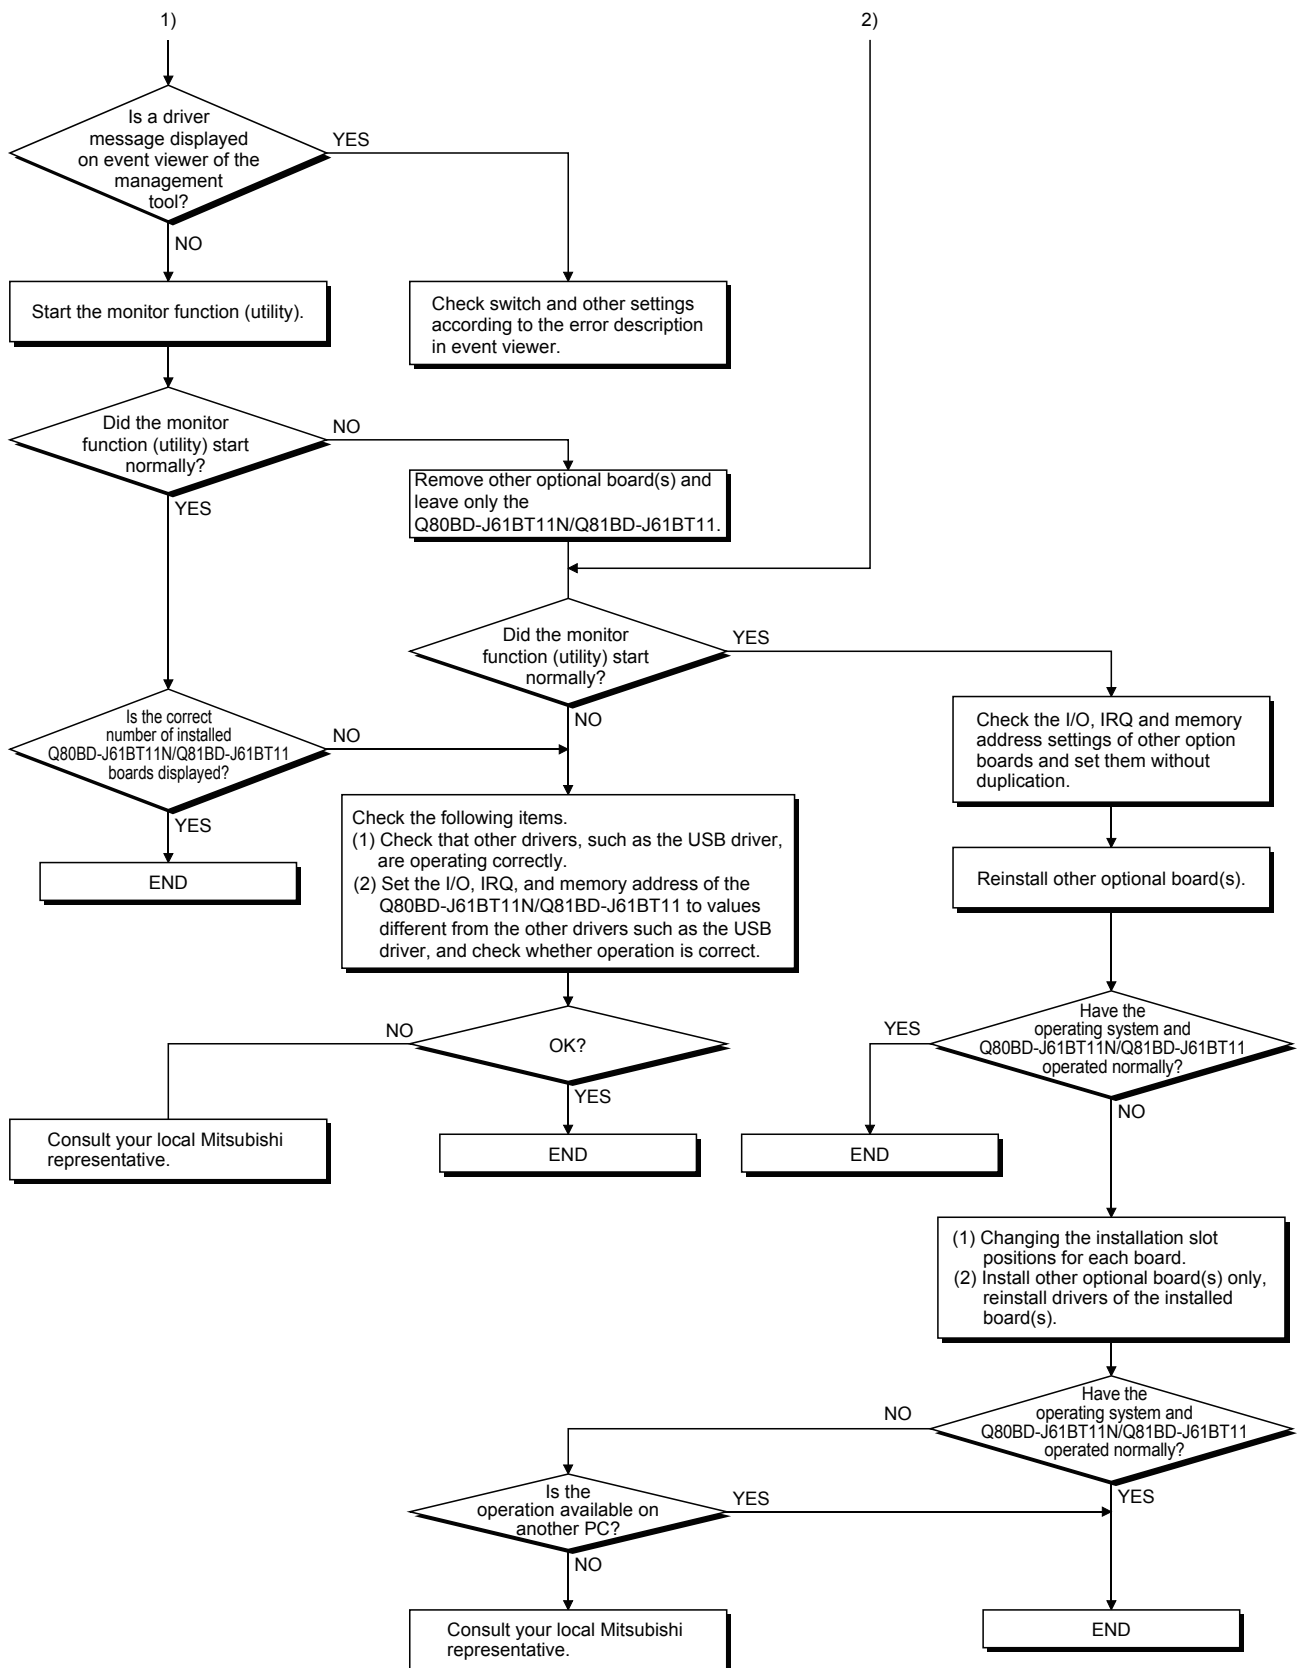 1)
2)
Is a driver
message displayed
on event viewer of the
management
tool?
YES
NO
Start the monitor function (utility).
Check switch and other settings
according to the error description
in event viewer.
Did the monitor
function (utility) start
normally?
NO
YES
Remove other optional board(s) and
leave only the
Q80BD-J61BT11N/Q81BD-J61BT11.
Did the monitor
function (utility) start
normally?
YES
NO
Is the correct
number of installed
Q80BD-J61BT11N/Q81BD-J61BT11
boards displayed?
NO
YES
END
Check the I/O, IRQ and memory
address settings of other option
boards and set them without
duplication.
Check the following items.
(1) Check that other drivers, such as the USB driver,
are operating correctly.
(2) Set the I/O, IRQ, and memory address of the
Q80BD-J61BT11N/Q81BD-J61BT11 to values
different from the other drivers such as the USB
driver, and check whether operation is correct.
Reinstall other optional board(s).
OK?
NO
YES
Consult your local Mitsubishi
representative.
END
Have the
operating system and
Q80BD-J61BT11N/Q81BD-J61BT11
operated normally?
YES
NO
END
(1) Changing the installation slot
positions for each board.
(2) Install other optional board(s) only,
reinstall drivers of the installed
board(s).
Have the
operating system and
Q80BD-J61BT11N/Q81BD-J61BT11
operated normally?
NO
YES
Is the
operation available on
another PC?
YES
NO
Consult your local Mitsubishi
representative.
END